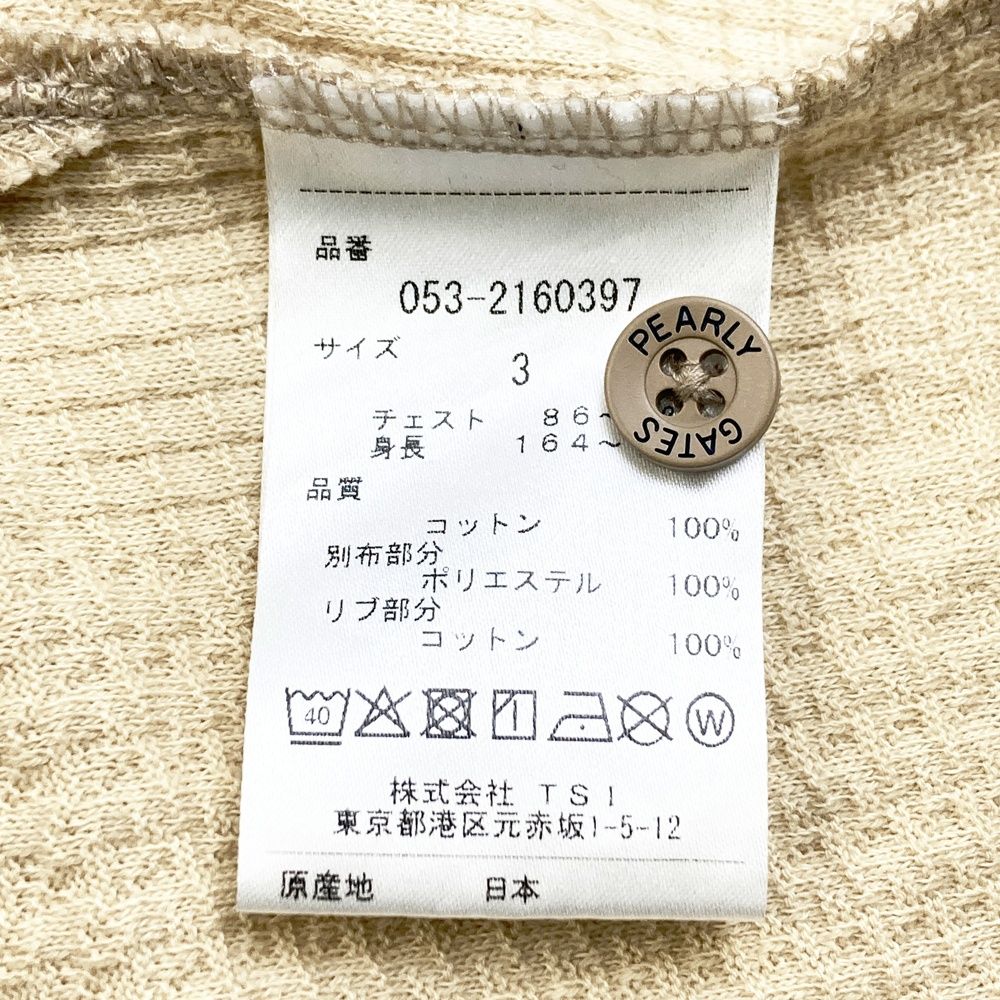 品番
053-2160397
サイズ 3
チェスト 86~
身長 164~
品質
コットン 100%
別布部分
ポリエステル 100%
リブ部分
コットン 100%
40
W
株式会社 TSI
東京都港区元赤坂1-5-12
原産地 日本
PEARLY
GATES